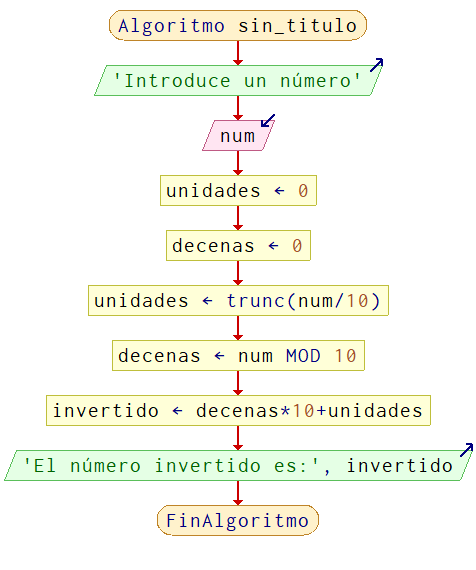 Algoritmo sin_titulo
'Introduce un número'
num
unidades ← 0
decenas ← 0
unidades ← trunc(num/10)
decenas ← num MOD 10
invertido ← decenas*10+unidades
'El número invertido es:', invertido
FinAlgoritmo